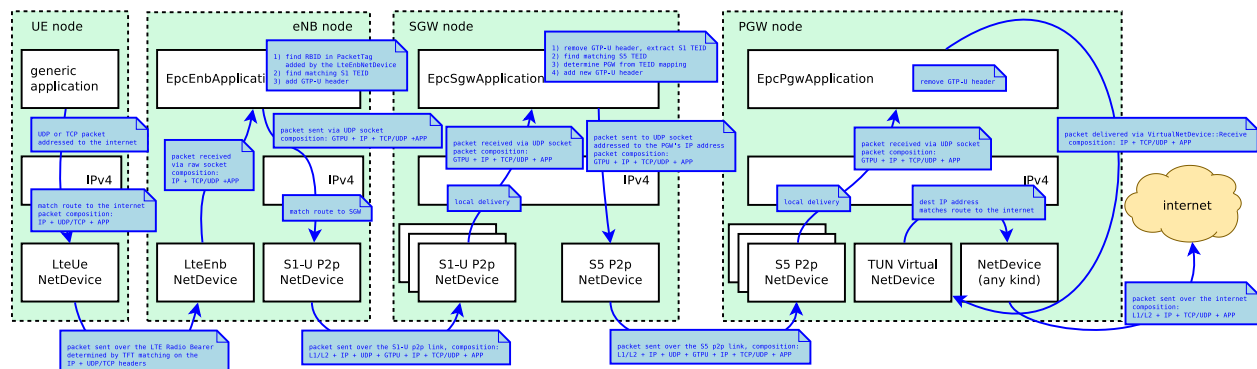 UE node
generic
application
UDP or TCP packet
addressed to the internet
IPv4
match route to the internet
packet composition:
IP + UDP/TCP + APP
LteUe
NetDevice
packet sent over the LTE Radio Bearer
determined by TFT matching on the
IP + UDP/TCP headers
eNB node
EpcEnbApplicati
1) find RBID in PacketTag
added by the LteEnbNetDevice
2) find matching S1 TEID
3) add GTP-U header
packet received
via raw socket
composition:
IP + TCP/UDP +APP
packet sent via UDP socket
composition: GTPU + IP + TCP/UDP +APP
IPv4
match route to SGW
LteEnb
NetDevice
S1-U P2p
NetDevice
packet sent over the S1-U p2p link, composition:
L1/L2 + IP + UDP + GTPU + IP + TCP/UDP + APP
SGW node
EpcSgwApplication
1) remove GTP-U header, extract S1 TEID
2) find matching S5 TEID
3) determine PGW from TEID mapping
4) add new GTP-U header
packet received via UDP socket
packet composition:
GTPU + IP + TCP/UDP + APP
packet sent to UDP socket
addressed to the PGW's IP address
packet composition:
GTPU + IP + TCP/UDP + APP
IPv4
local delivery
S1-U P2p
NetDevice
S5 P2p
NetDevice
packet sent over the S5 p2p link, composition:
L1/L2 + IP + UDP + GTPU + IP + TCP/UDP + APP
PGW node
EpcPgwApplication
remove GTP-U header
packet received via UDP socket
packet composition:
GTPU + IP + TCP/UDP + APP
packet delivered via VirtualNetDevice::Receive
composition: IP + TCP/UDP + APP
IPv4
local delivery
dest IP address
matches route to the internet
S5 P2p
NetDevice
TUN Virtual
NetDevice
NetDevice
(any kind)
internet
packet sent over the internet
composition:
L1/L2 + IP + TCP/UDP + APP